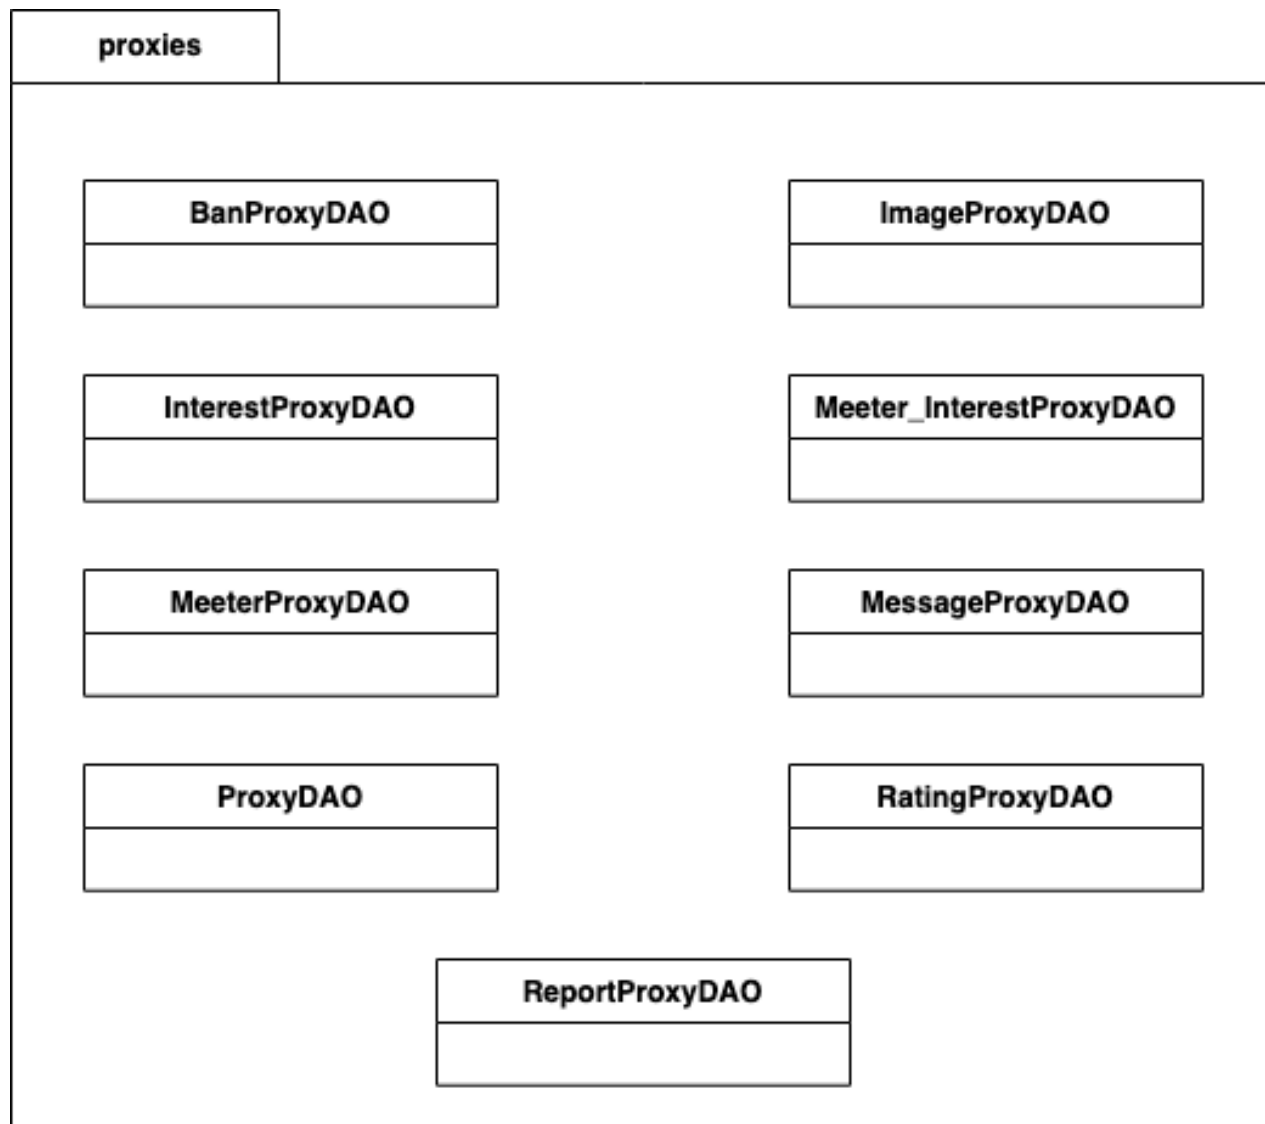 proxies
BanProxyDAO
ImageProxyDAO
InterestProxyDAO
Meeter_InterestProxyDAO
MeeterProxyDAO
MessageProxyDAO
ProxyDAO
RatingProxyDAO
ReportProxyDAO